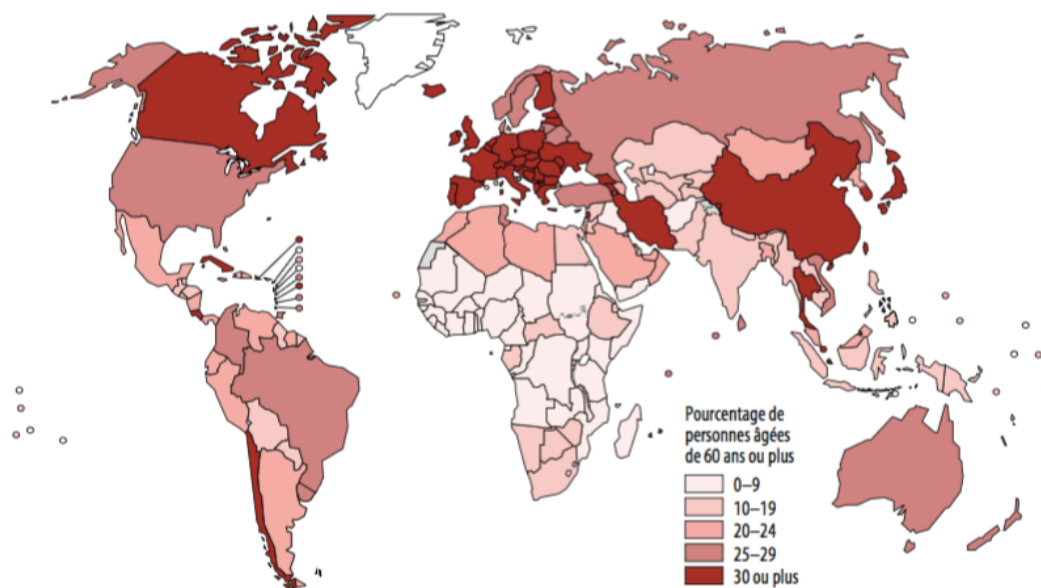 Pourcentage de
personnes âgées
de 60 ans ou plus
0–9
10–19
20–24
25–29
30 ou plus